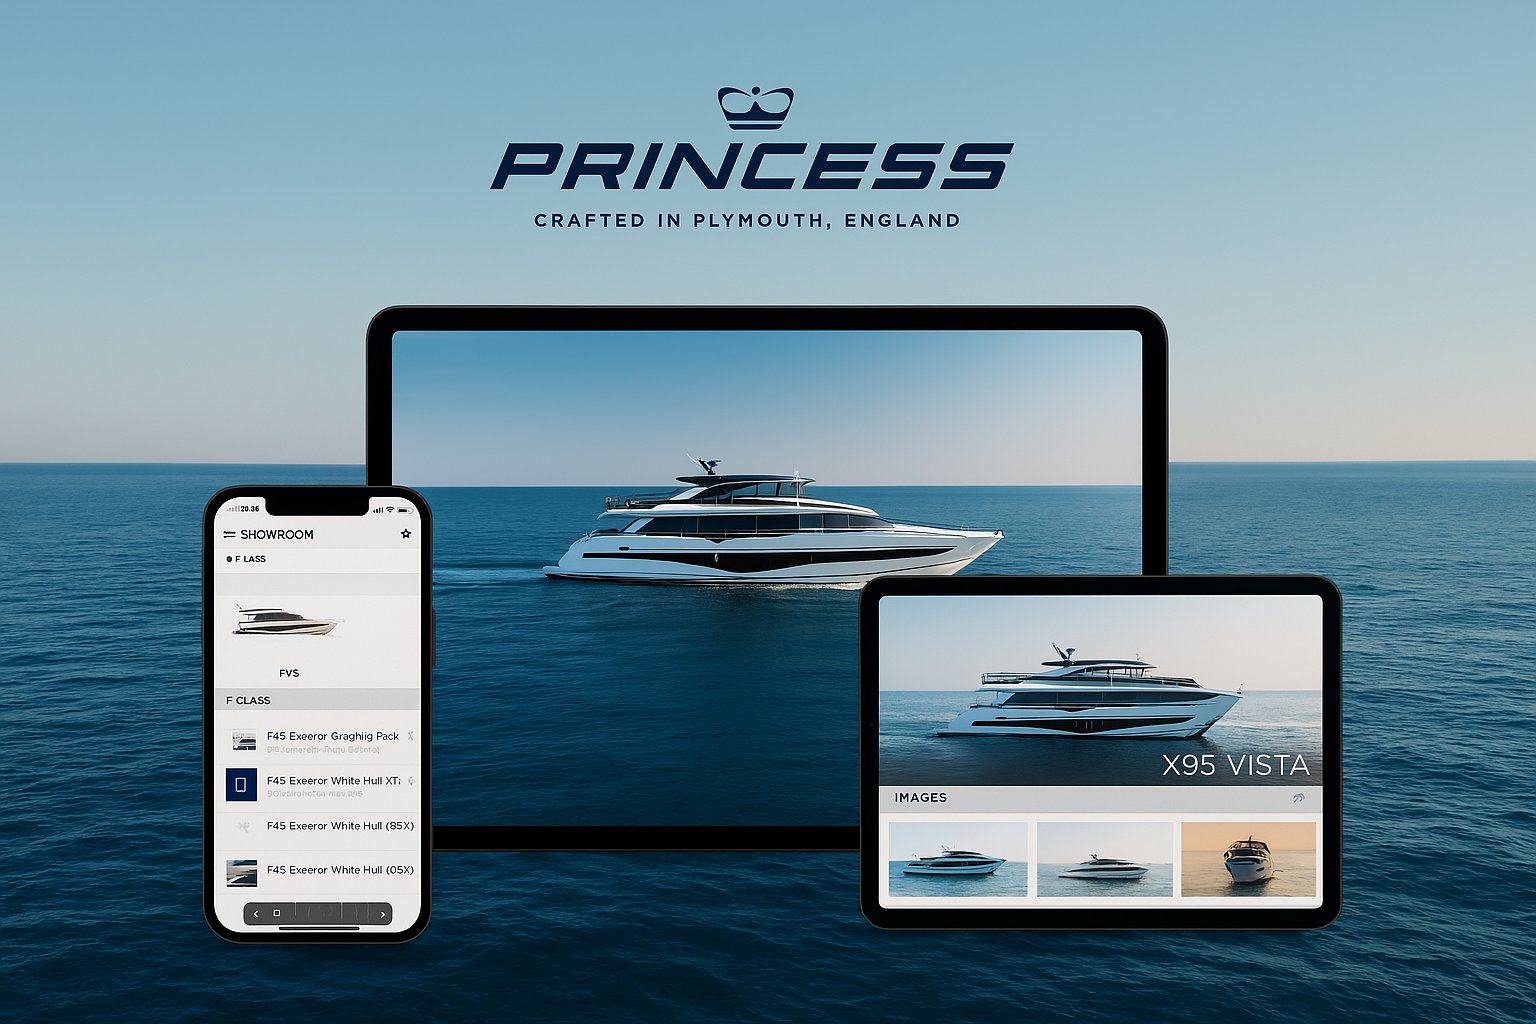 PRINCESS
CRAFTED IN PLYMOUTH, ENGLAND
20.36
SHOWROOM
F LASS
FVS
F CLASS
F45 Exeeror Graghiig Pack
F45 Exeeror White Hull XT
F45 Exeeror White Hull (85X)
F45 Exeeror White Hull (05X)
X95 VISTA
IMAGES